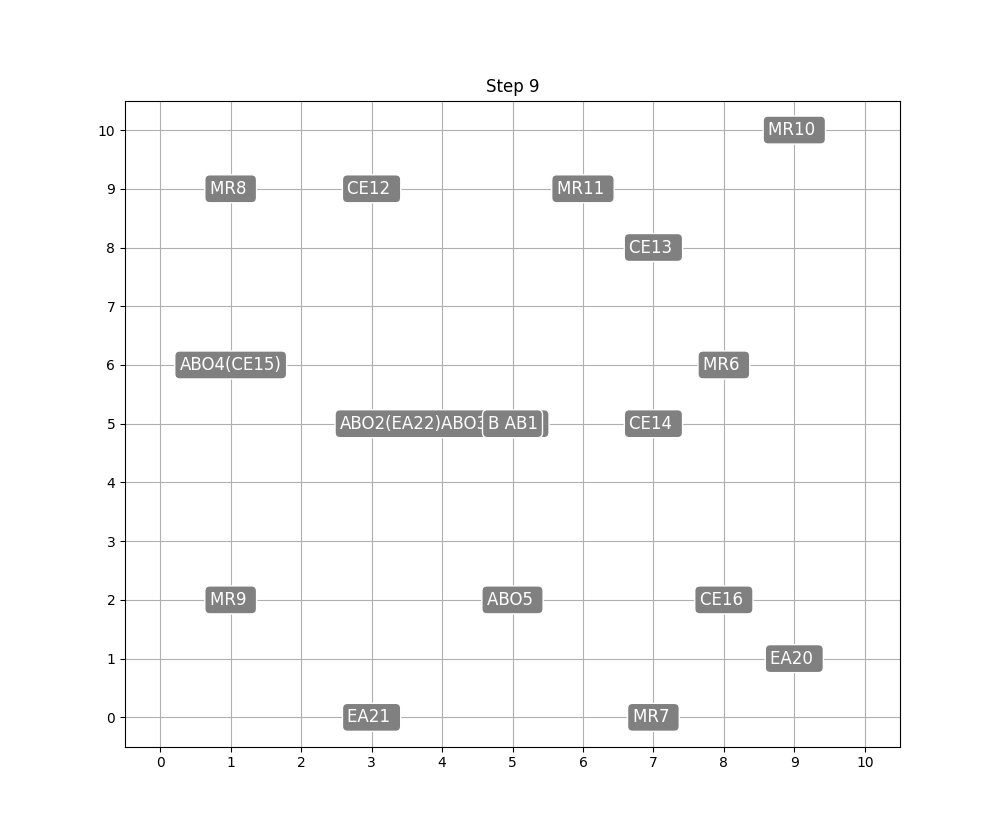 Step 9
10
MR10
9
MR8 CE12 MR11
8
CE13
7
6
ABO4(CE15) MR6
5
ABO2(EA22)ABO3 B AB1 CE14
4
3
2
MR9 ABO5 CE16
1
EA20
0
EA21 MR7
0 1 2 3 4 5 6 7 8 9 10